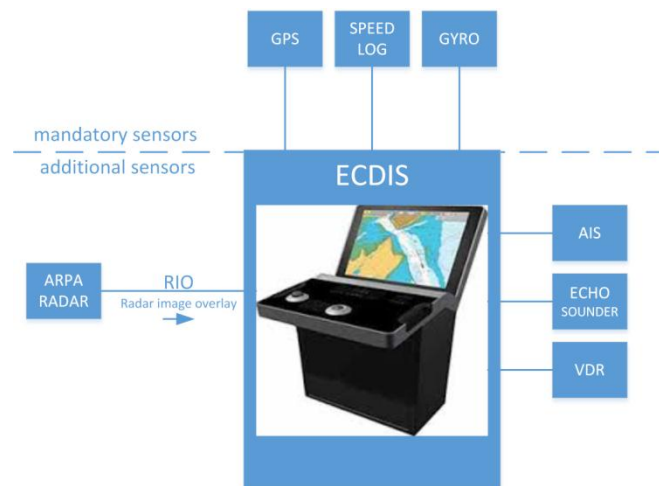 GPS
SPEED
LOG
GYRO
mandatory sensors
additional sensors
ECDIS
ARPA
RADAR
RIO
Radar image overlay
AIS
ECHO
SOUNDER
VDR